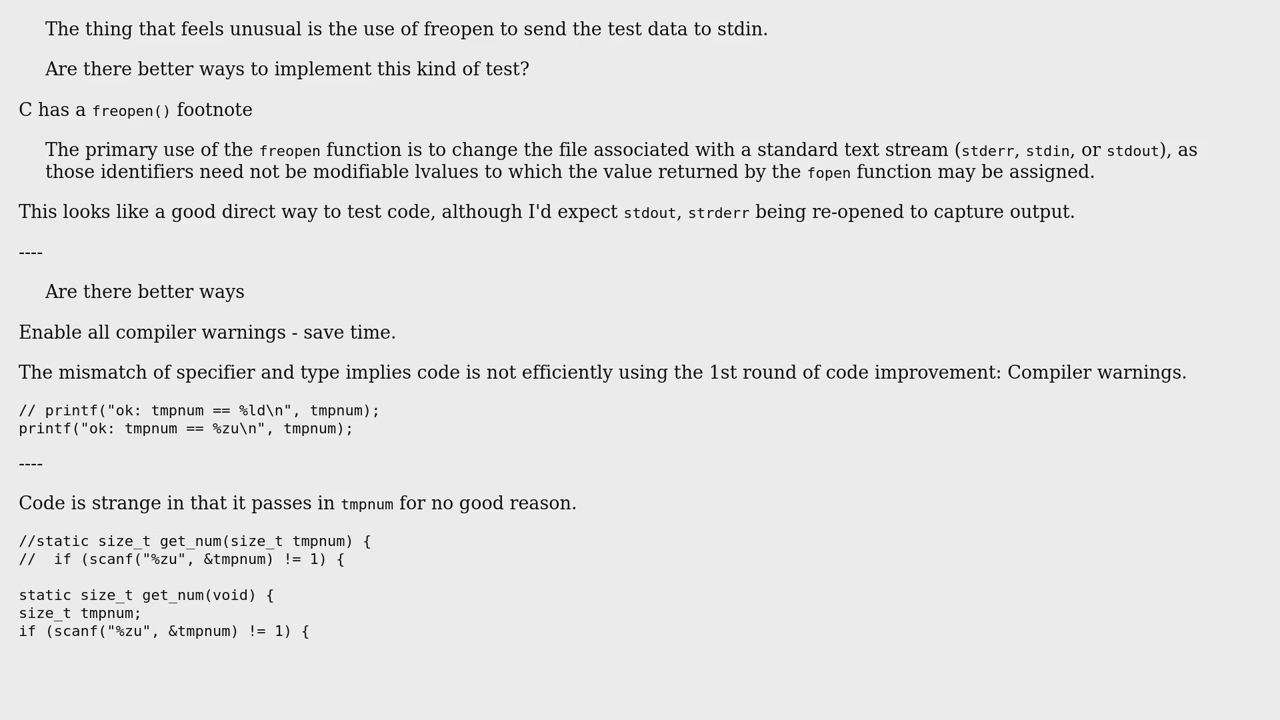 The thing that feels unusual is the use of freopen to send the test data to stdin.
Are there better ways to implement this kind of test?
C has a freopen() footnote
The primary use of the freopen function is to change the file associated with a standard text stream (stderr, stdin, or stdout), as
those identifiers need not be modifiable lvalues to which the value returned by the fopen function may be assigned.
This looks like a good direct way to test code, although I'd expect stdout, strderr being re-opened to capture output.
----
Are there better ways
Enable all compiler warnings - save time.
The mismatch of specifier and type implies code is not efficiently using the 1st round of code improvement: Compiler warnings.
// printf("ok: tmpnum == %ld\n", tmpnum);
printf("ok: tmpnum == %zu\n", tmpnum);
----
Code is strange in that it passes in tmpnum for no good reason.
//static size_t get_num(size_t tmpnum) {
//  if (scanf("%zu", &tmpnum) != 1) {
static size_t get_num(void) {
size_t tmpnum;
if (scanf("%zu", &tmpnum) != 1) {